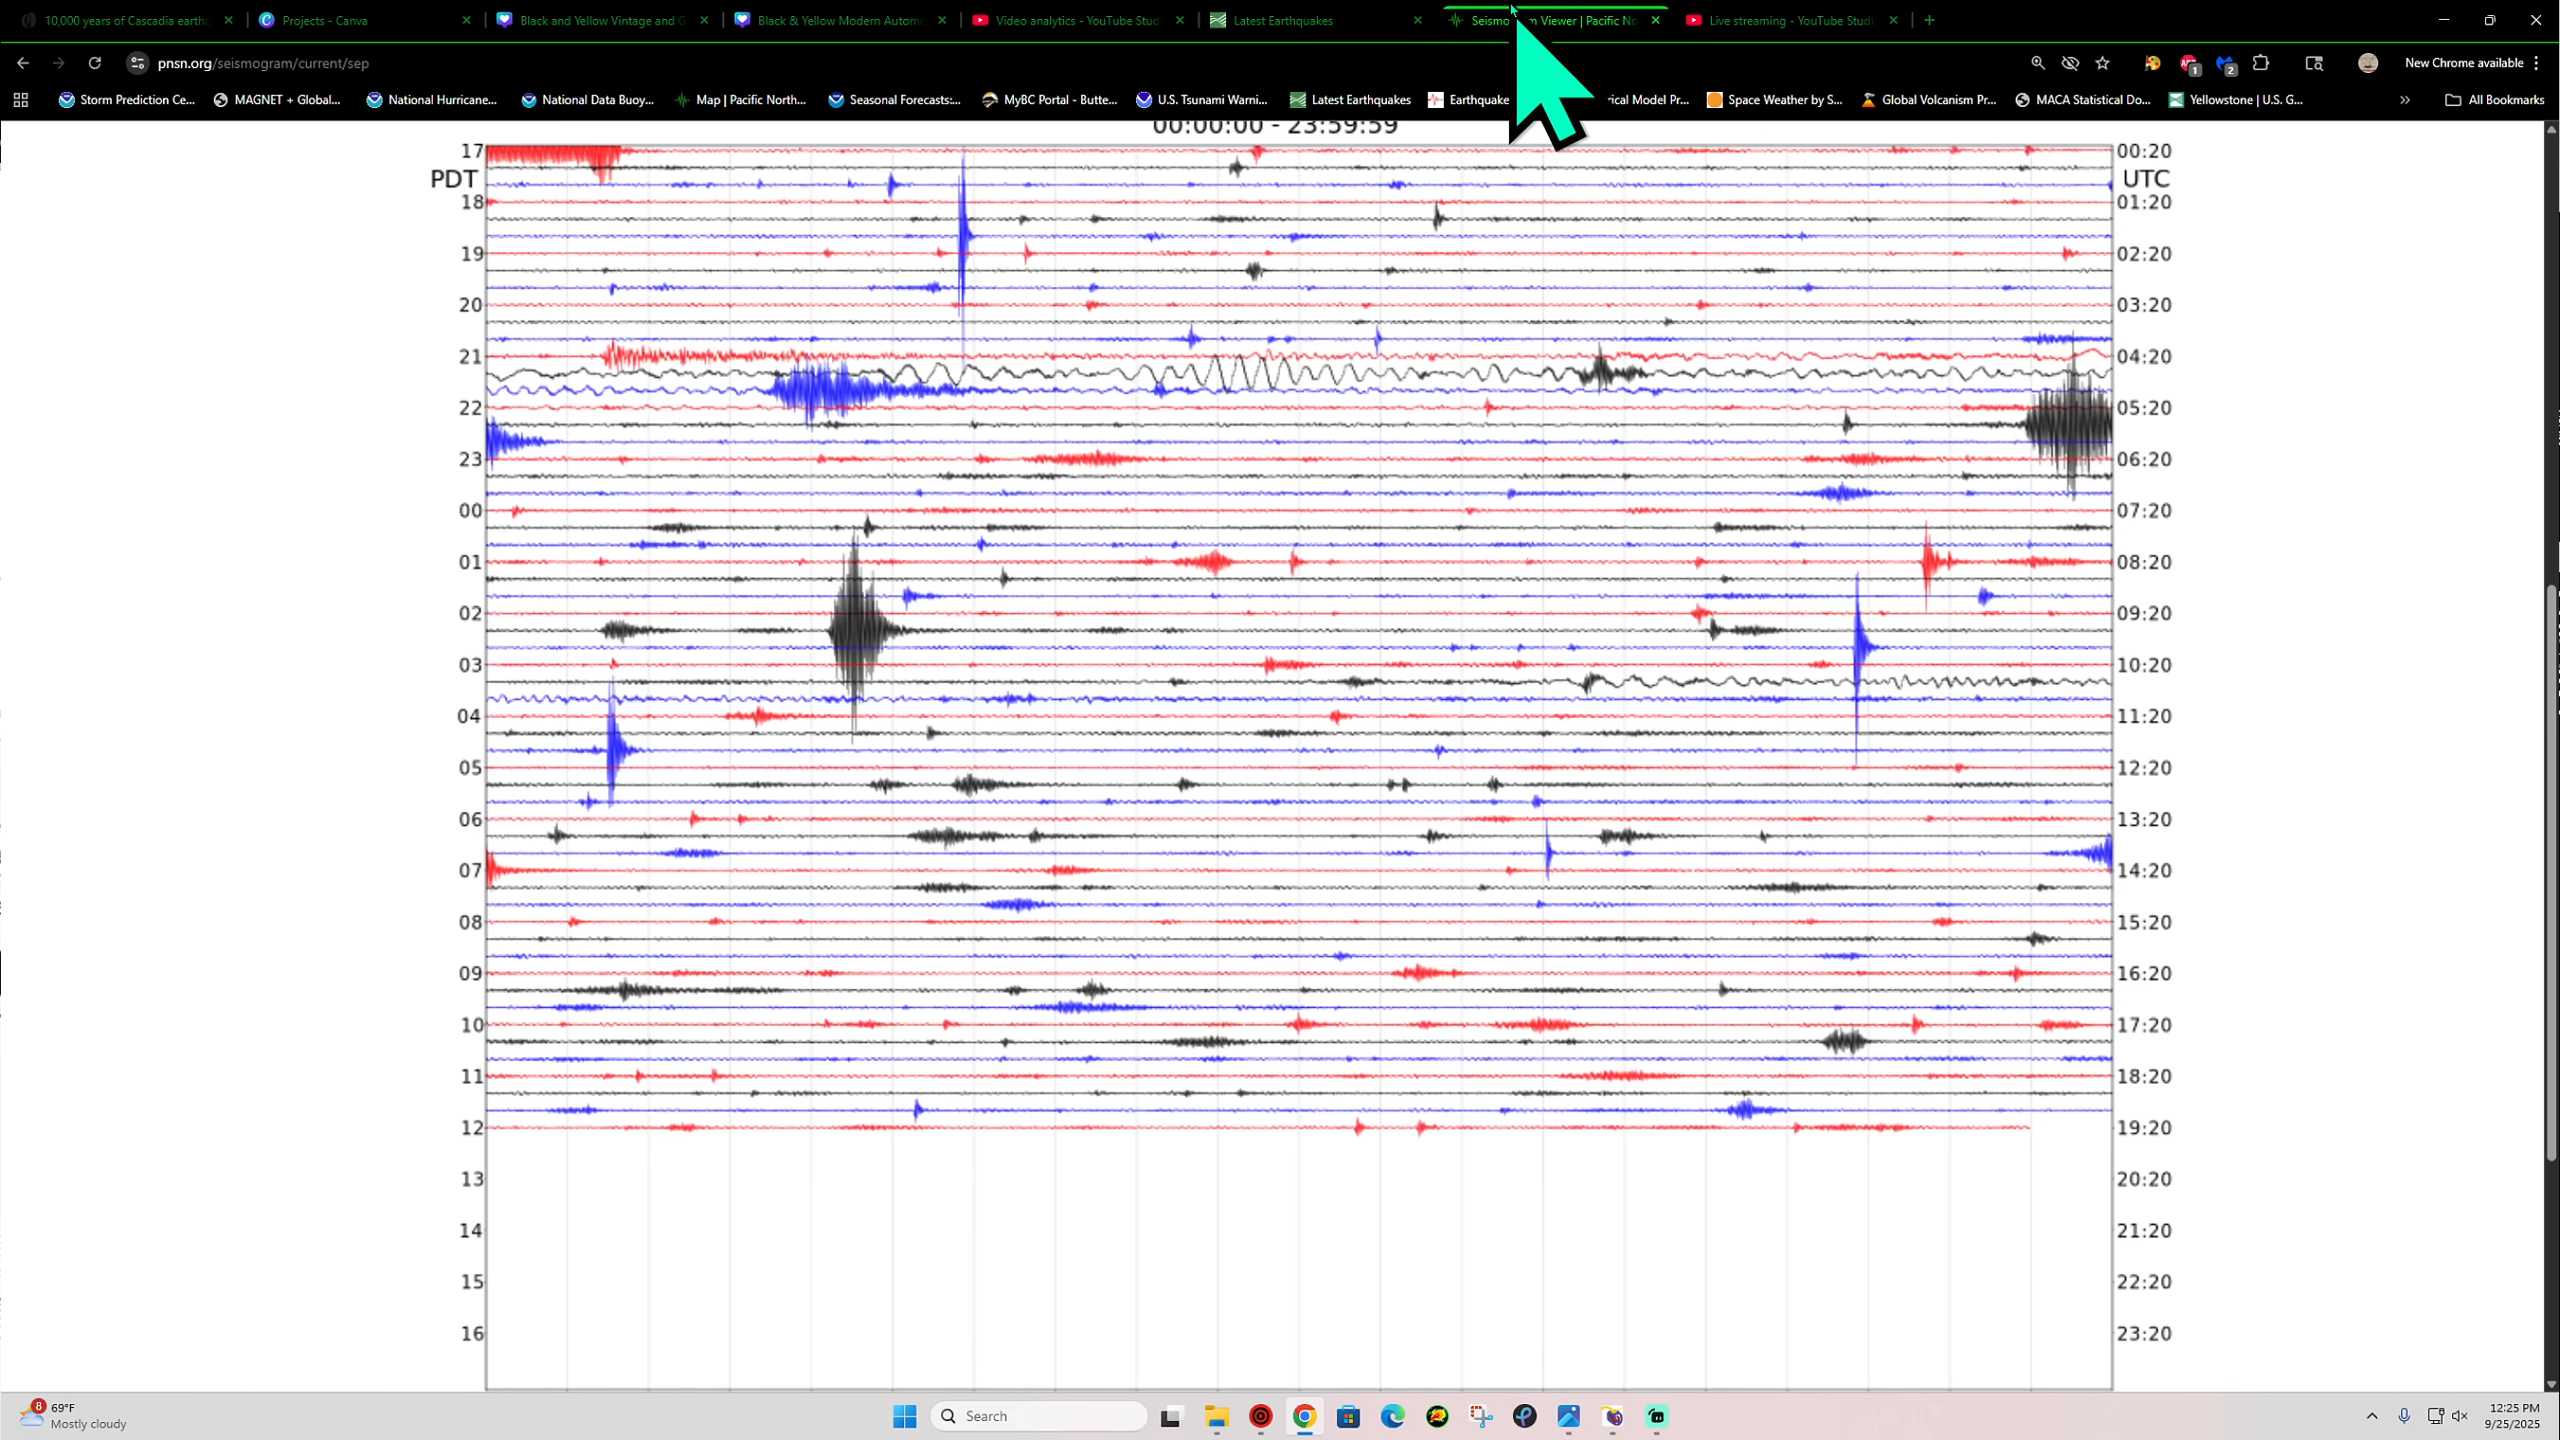 10,000 years of Cascadia earth
Projects - Canva
Black and Yellow Vintage and G
Black & Yellow Modern Autom
Video analytics - YouTube Stud
Latest Earthquakes
Viewer | Pacific No
Live streaming - YouTube Studi
pnsn.org/seismogram/current/sep
1
2
New Chrome available
Storm Prediction Ce...
MAGNET + Global...
National Hurricane...
National Data Buoy...
Map | Pacific North...
Seasonal Forecasts:...
MyBC Portal - Butte...
U.S. Tsunami Warni...
Latest Earthquakes
Earthquake
rical Model Pr...
Space Weather by S...
Global Volcanism Pr...
MACA Statistical Do...
Yellowstone | U.S. G...
All Bookmarks
00:00:00 - 23:59:59
17 00:20
PDT UTC
18 01:20
19 02:20
20 03:20
21 04:20
22 05:20
23 06:20
00 07:20
01 08:20
02 09:20
03 10:20
04 11:20
05 12:20
06 13:20
07 14:20
08 15:20
09 16:20
10 17:20
11 18:20
12 19:20
13 20:20
14 21:20
15 22:20
16 23:20
8
69°F
Mostly cloudy
Search
12:25 PM
9/25/2025